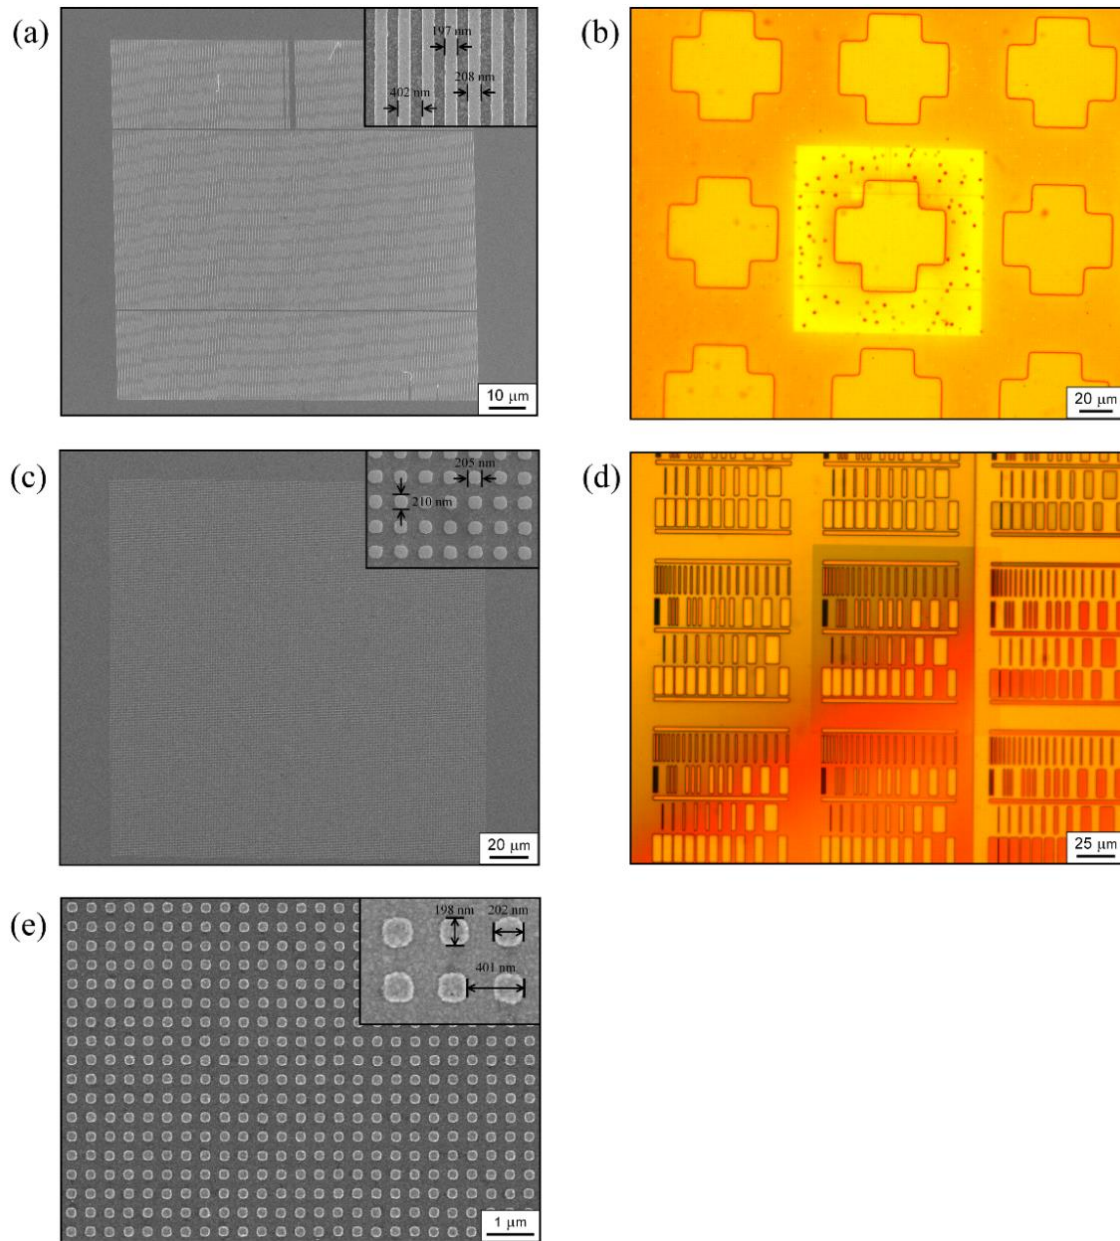 (a)
197 nm
208 nm
402 nm
10 μm
(b)
20 μm
(c)
205 nm
210 nm
20 μm
(d)
25 μm
(e)
198 nm
202 nm
401 nm
1 μm